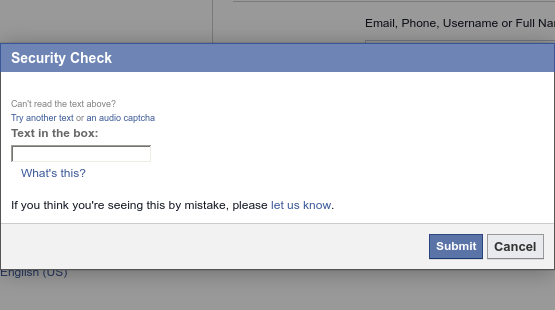 Email, Phone, Username or Full
Security Check
Can't read the text above?
Try another text or an audio captcha
Text in the box:
What's this?
If you think you're seeing this by mistake, please let us know.
Submit Cancel
English (US)